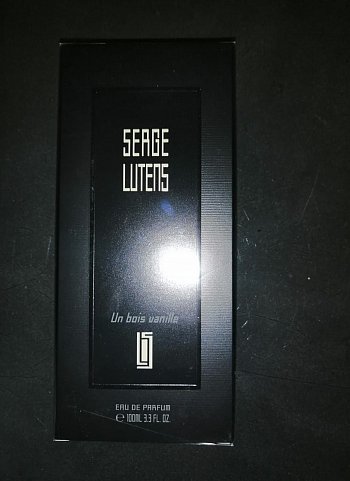 SERGE
LUTENS
Un bois vanille
EAU DE PARFUM
℮ 100ML 3.3 FL. OZ.